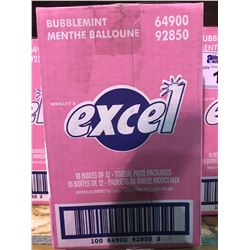 BUBBLEMINT 64900
MENTHE BALLOUNE 92850
WRIGLEY'S
excel
18 BOXES OF 12 - TWELVE PIECE PACKAGES
18 BOÎTES DE 12 - PAQUETS DE DOUZE MORCEAUX
100 64900 92850 2